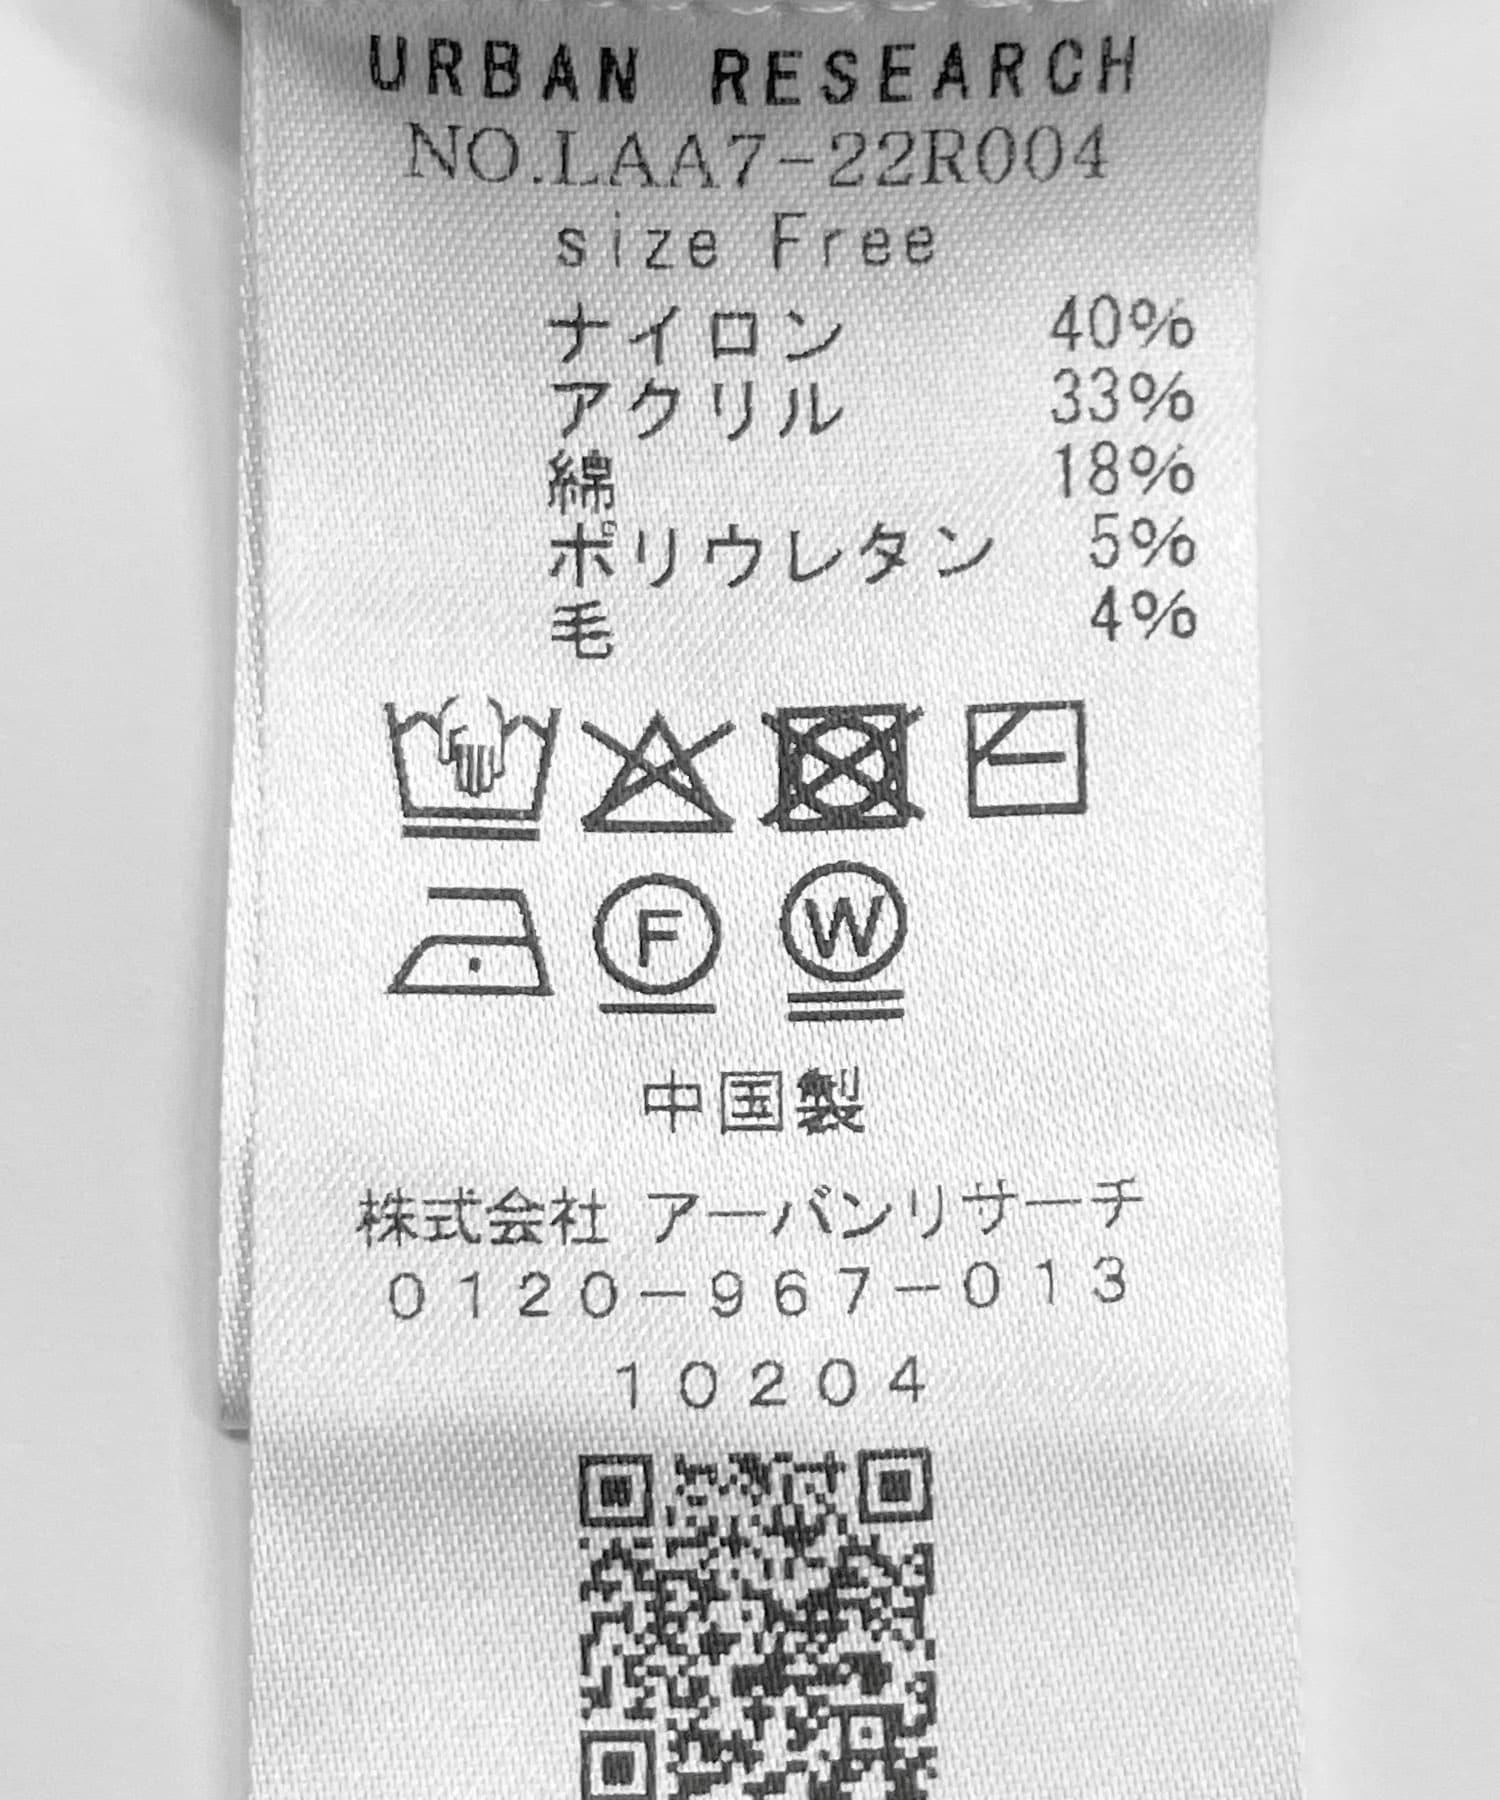 URBAN RESEARCH
NO.LAA7-22R004
size Free
ナイロン 40%
アクリル 33%
綿 18%
ポリウレタン 5%
毛 4%
F W
中国製
株式会社 アーバンリサーチ
0120-967-013
10204